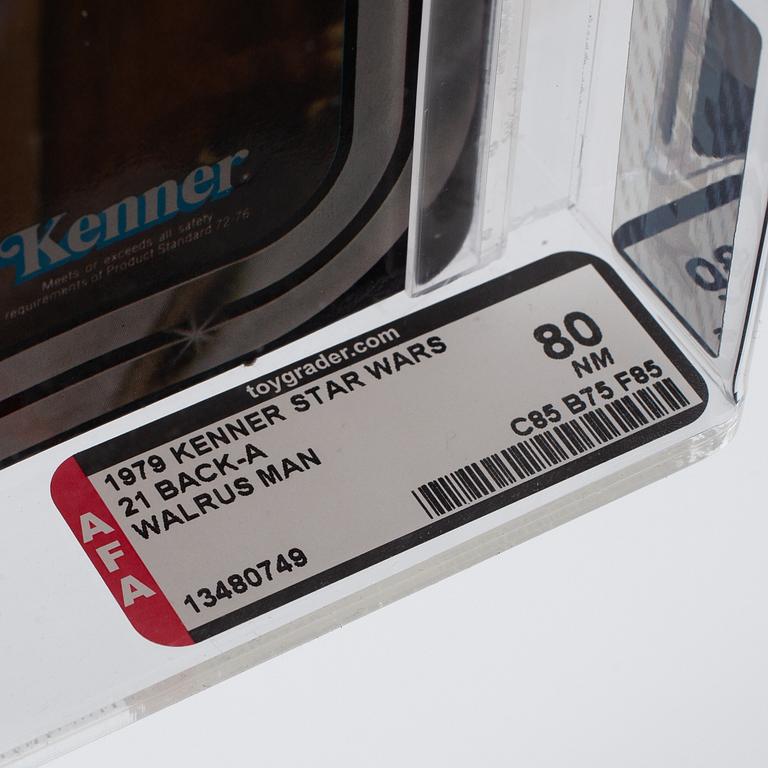 Kenner
Meets or exceeds all safety
requirements of Product Standard 72-76
toygrader.com
1979 KENNER STAR WARS
21 BACK-A
WALRUS MAN
80
NM
C85 B75 F85
13480749
AFA
80